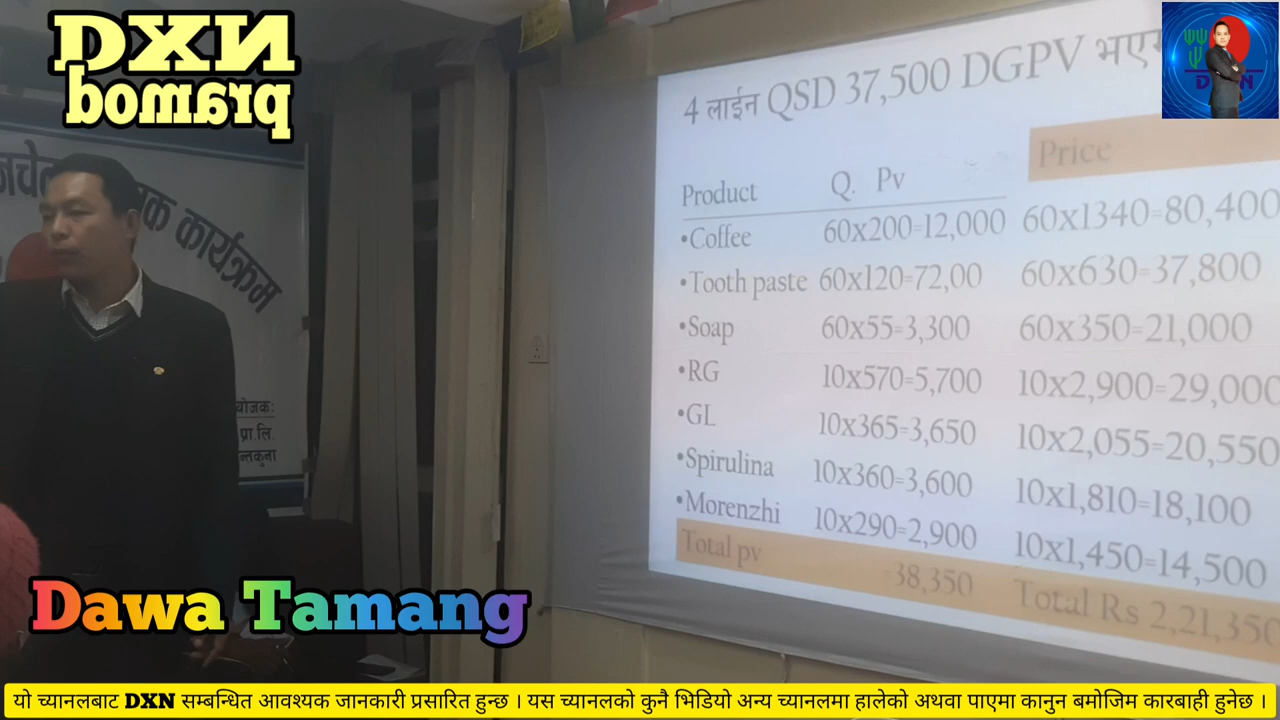 DXN
pramod
4 लाईन QSD 37,500 DGPV
Price
Product Q. Pv
•Coffee 60x200=12,000 60x1340=80,400
•Tooth paste 60x120=72,00 60x630=37,800
•Soap 60x55=3,300 60x350=21,000
•RG 10x570=5,700 10x2,900=29,000
•GL 10x365=3,650 10x2,055=20,550
•Spirulina 10x360=3,600 10x1,810=18,100
•Morenzhi 10x290=2,900 10x1,450=14,500
Total pv =38,350 Total Rs 2,21,350
कार्यक्रम
प्रा.लि.
Dawa Tamang
यो च्यानलबाट DXN सम्बन्धित आवश्यक जानकारी प्रसारित हुन्छ । यस च्यानलको कुनै भिडियो अन्य च्यानलमा हालेको अथवा पाएमा कानुन बमोजिम कारबाही हुनेछ ।